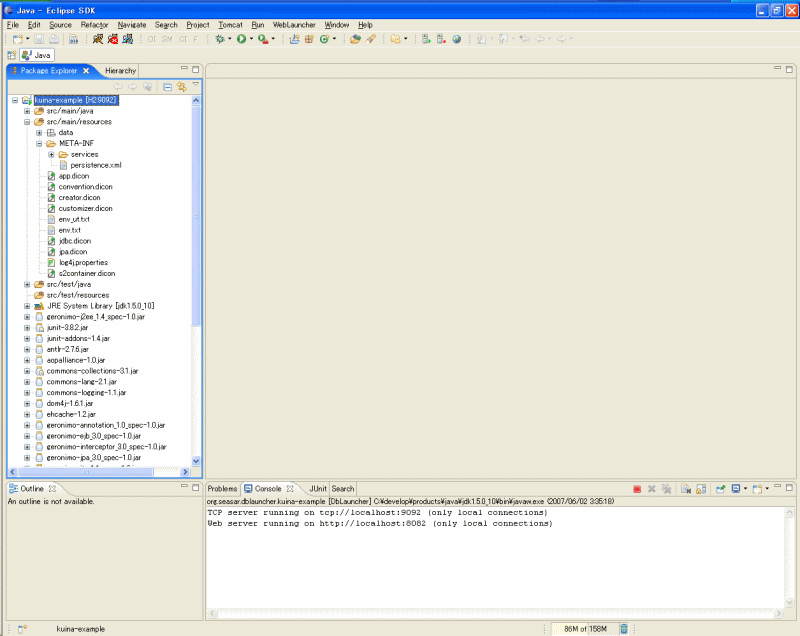 Java - Eclipse SDK
File Edit Source Refactor Navigate Search Project Tomcat Run WebLauncher Window Help
Java
Package Explorer Hierarchy
kuina-example [H2:9092]
src/main/java
src/main/resources
data
META-INF
services
persistence.xml
app.dicon
convention.dicon
creator.dicon
customizer.dicon
env_ut.txt
env.txt
jdbc.dicon
jpa.dicon
log4j.properties
s2container.dicon
src/test/java
src/test/resources
JRE System Library [jdk1.5.0_10]
geronimo-j2ee_1.4_spec-1.0.jar
junit-3.8.2.jar
junit-addons-1.4.jar
antlr-2.7.6.jar
aopalliance-1.0.jar
commons-collections-3.1.jar
commons-lang-2.1.jar
commons-logging-1.1.jar
dom4j-1.6.1.jar
ehcache-1.2.jar
geronimo-annotation_1.0_spec-1.0.jar
geronimo-ejb_3.0_spec-1.0.jar
geronimo-interceptor_3.0_spec-1.0.jar
geronimo-jpa_3.0_spec-1.0.jar
Outline
An outline is not available.
Problems Console JUnit Search
org.seasar.dblauncher.kuina-example [DbLauncher] C:¥develop¥products¥java¥jdk1.5.0_10¥bin¥javaw.exe (2007/06/02 3:35:18)
TCP server running on tcp://localhost:9092 (only local connections)
Web server running on http://localhost:8082 (only local connections)
kuina-example
86M of 158M